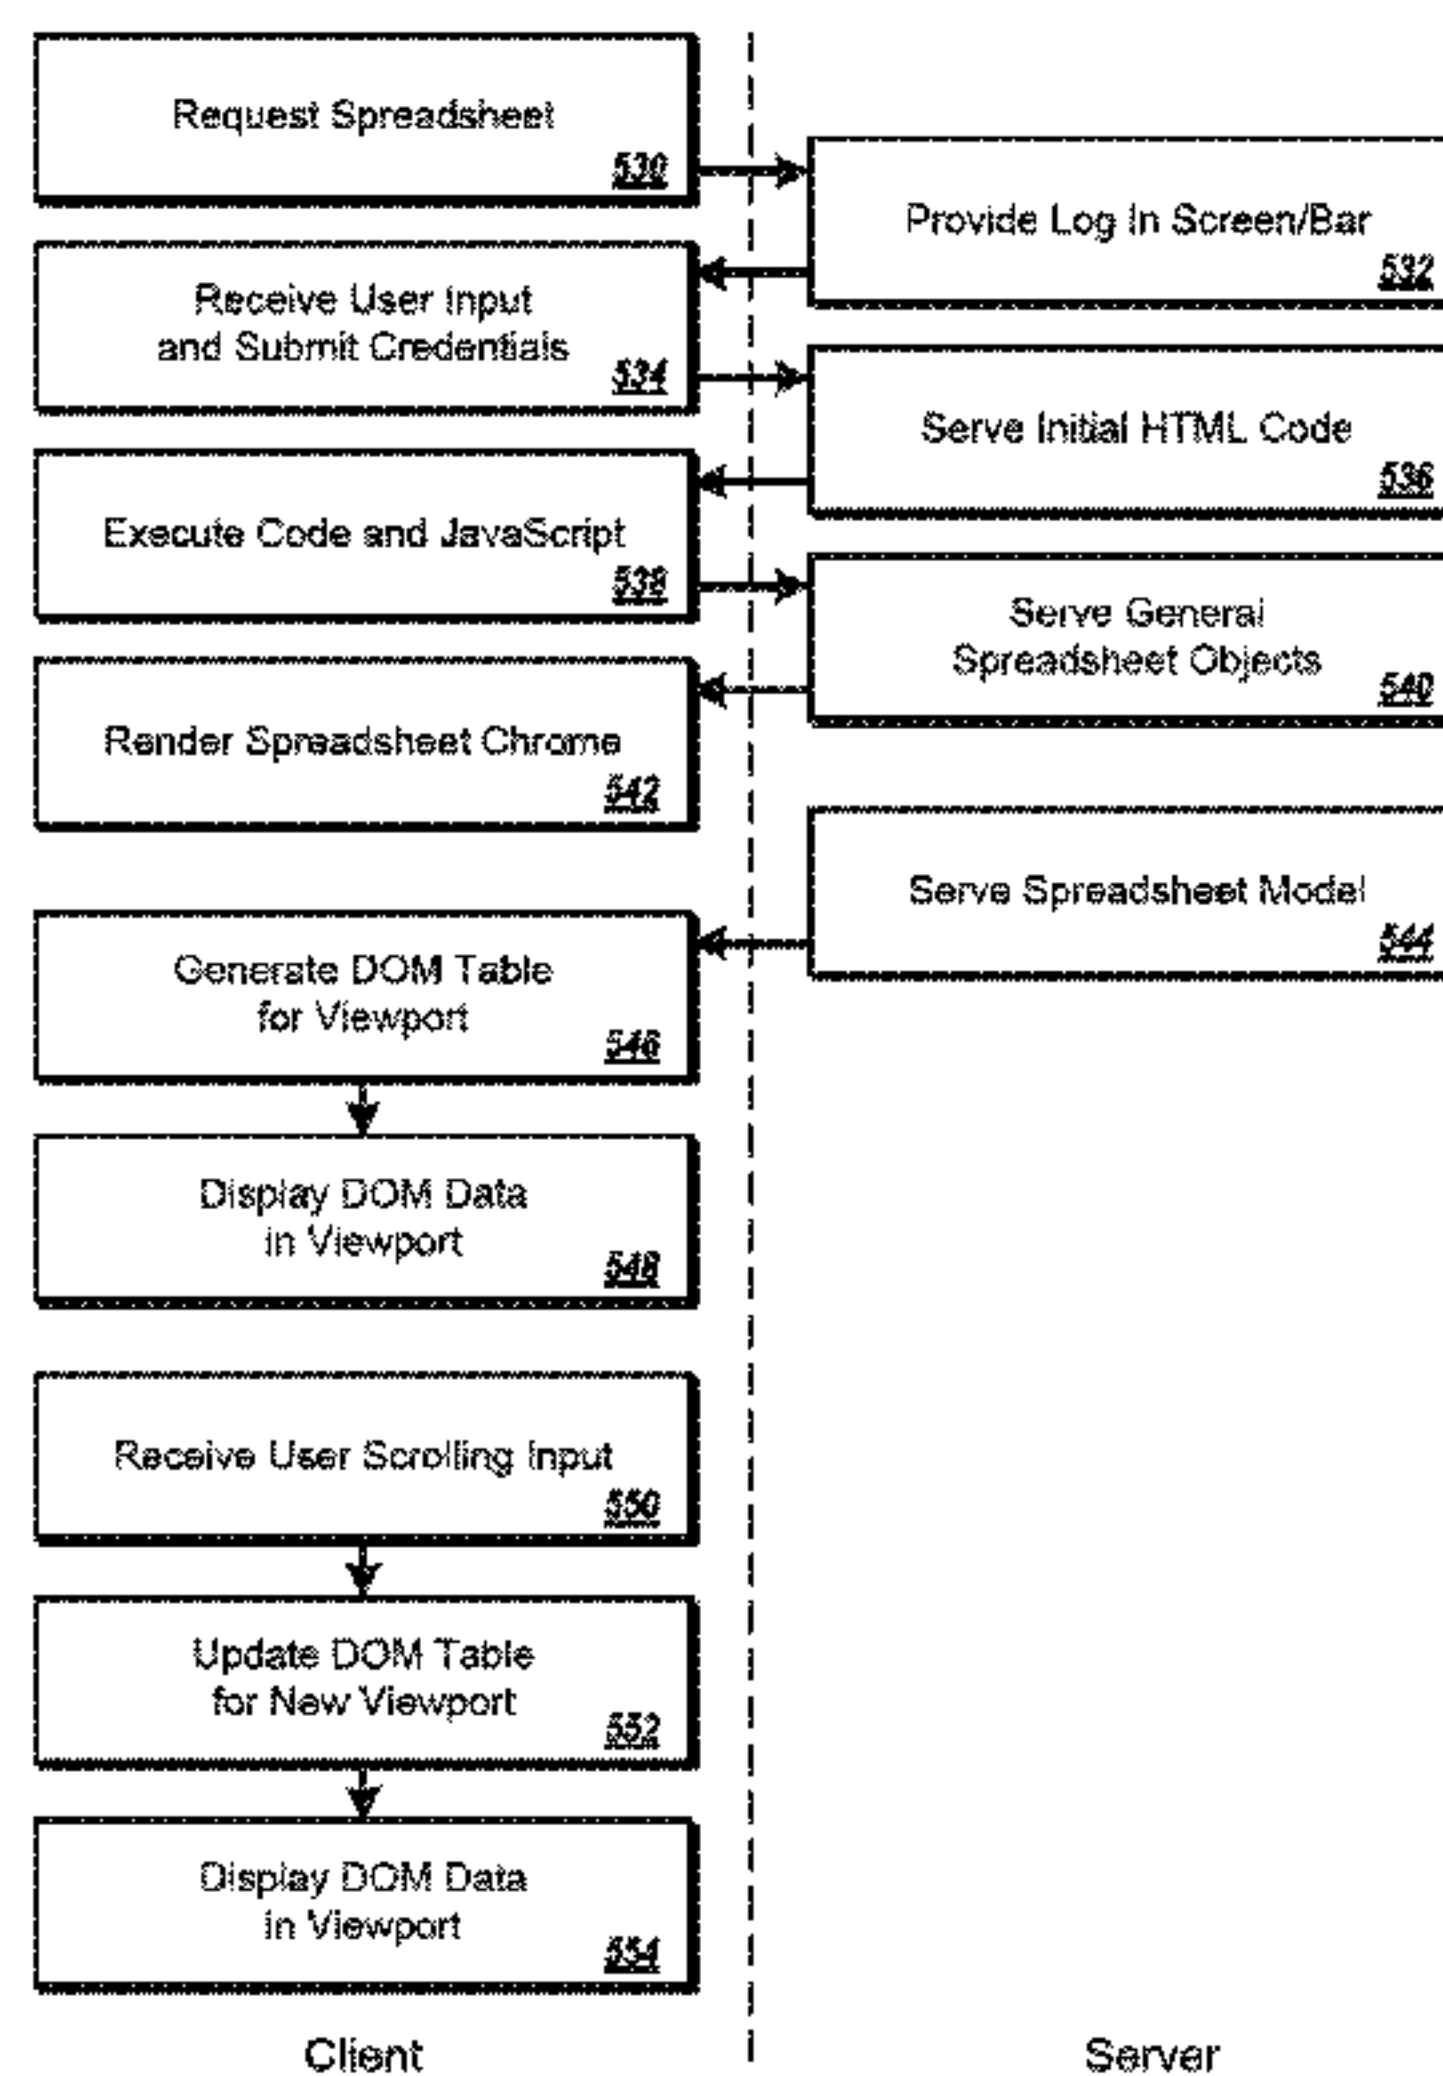 Request Spreadsheet
530
Provide Log In Screen/Bar
532
Receive User Input
and Submit Credentials
534
Serve Initial HTML Code
536
Execute Code and JavaScript
538
Serve General
Spreadsheet Objects
540
Render Spreadsheet Chrome
542
Serve Spreadsheet Model
544
Generate DOM Table
for Viewport
546
Display DOM Data
in Viewport
548
Receive User Scrolling Input
550
Update DOM Table
for New Viewport
552
Display DOM Data
in Viewport
554
Client
Server